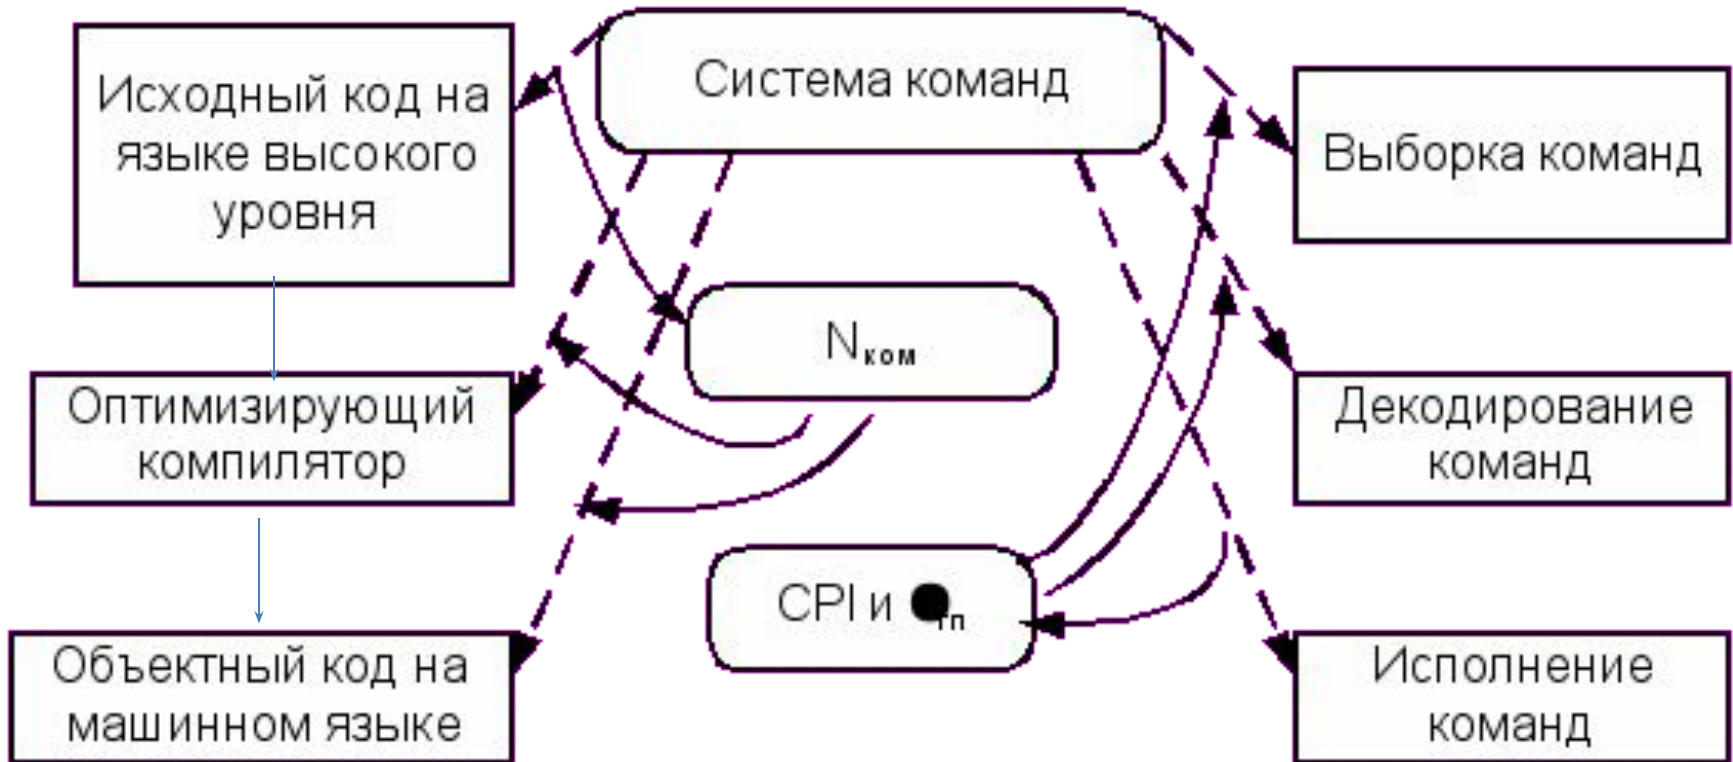 Система команд
Исходный код на
языке высокого
уровня
Выборка команд
Nком
Оптимизирующий
компилятор
Декодирование
команд
CPI и
Объектный код на
машинном языке
Исполнение
команд